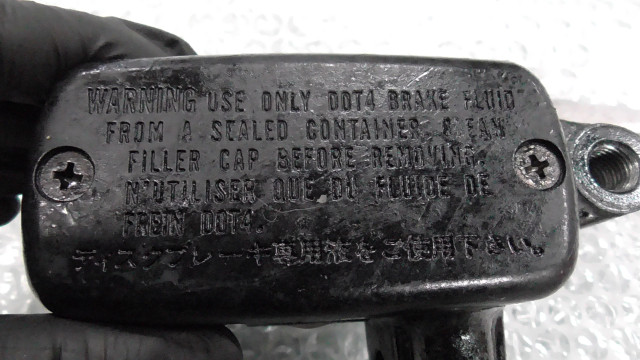 WARNING USE ONLY DOT4 BRAKE FLUID
FROM A SEALED CONTAINER. CLEAN
FILLER CAP BEFORE REMOVING.
N'UTILISER QUE DU FLUIDE DE
FREIN DOT4.
ディスクブレーキ専用液をご使用下さい。